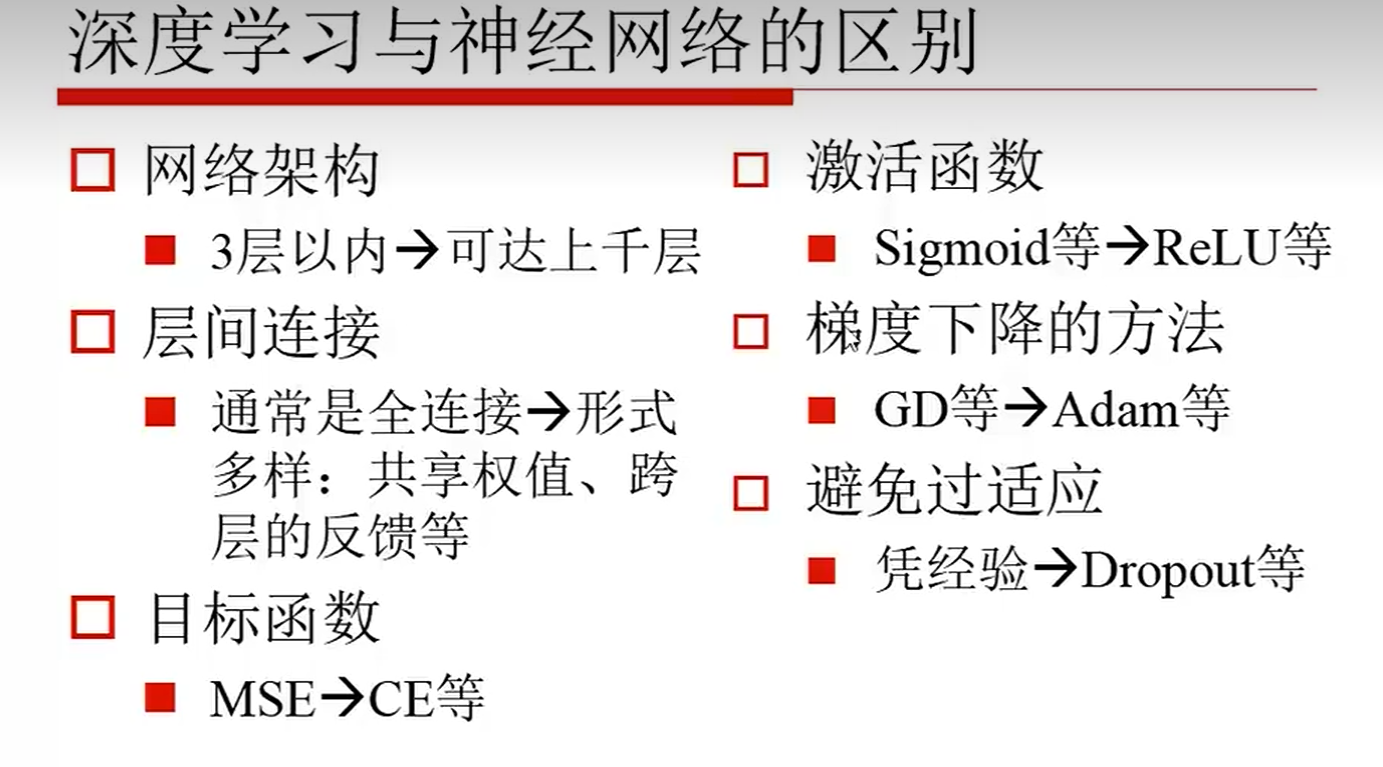 深度学习与神经网络的区别
网络架构
3层以内→可达上千层
层间连接
通常是全连接→形式
多样：共享权值、跨
层的反馈等
目标函数
MSE→CE等
激活函数
Sigmoid等→ReLU等
梯度下降的方法
GD等→Adam等
避免过适应
凭经验→Dropout等